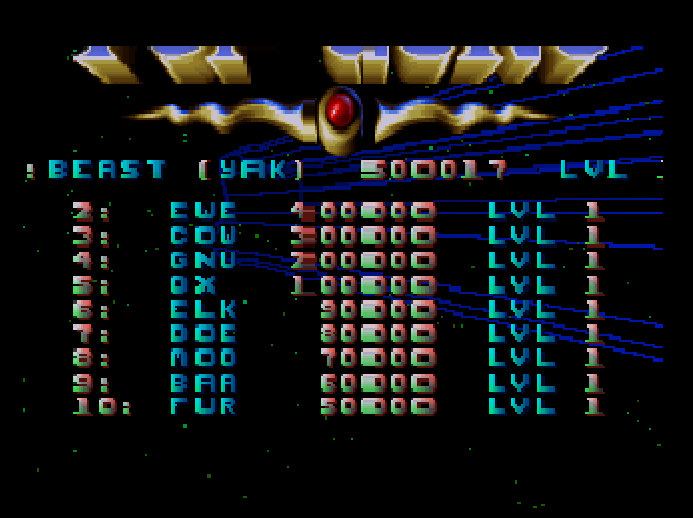 : BEAST (YAK) 500017 LVL
2: EWE 400000 LVL 1
3: COW 300000 LVL 1
4: GNU 200000 LVL 1
5: OX 100000 LVL 1
6: ELK 90000 LVL 1
7: DOE 80000 LVL 1
8: MOO 70000 LVL 1
9: BAA 60000 LVL 1
10: FUR 50000 LVL 1